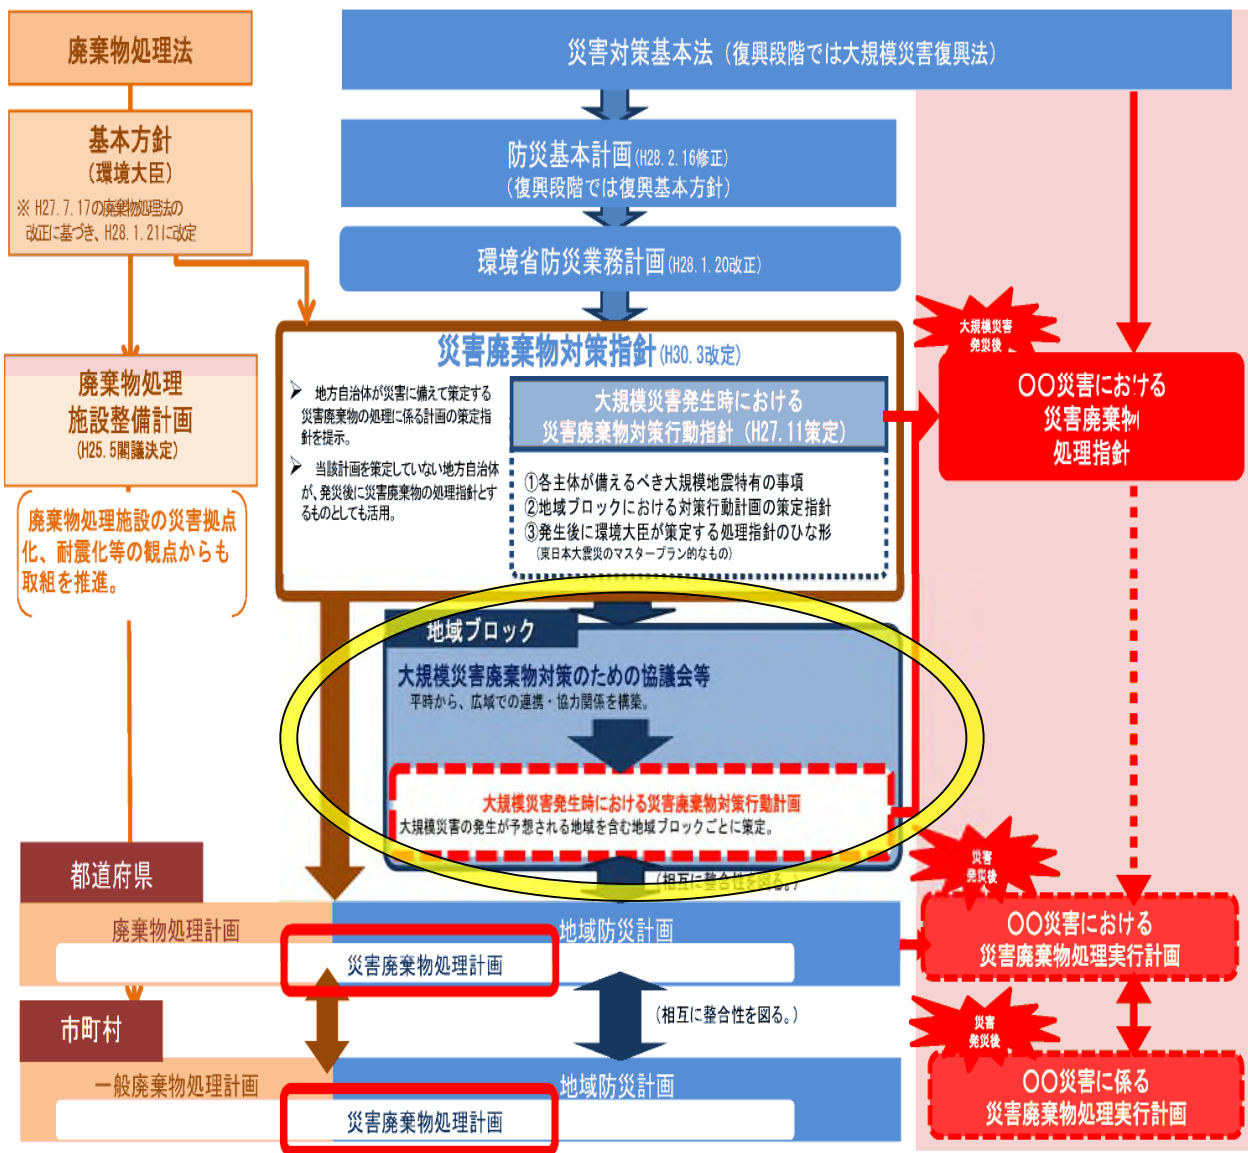 廃棄物処理法
災害対策基本法（復興段階では大規模災害復興法）
基本方針
（環境大臣）
※ H27.7.17の廃棄物処理法の
改正に基づき、H28.1.21に改定
防災基本計画(H28.2.16修正)
（復興段階では復興基本方針）
環境省防災業務計画(H28.1.20改正)
廃棄物処理
施設整備計画
(H25.5閣議決定)
廃棄物処理施設の災害拠点
化、耐震化等の観点からも
取組を推進。
災害廃棄物対策指針(H30.3改定)
➢ 地方自治体が災害に備えて策定する
災害廃棄物の処理に係る計画の策定指
針を提示。
➢ 当該計画を策定していない地方自治体
が、発災後に災害廃棄物の処理指針とす
るものとしても活用。
大規模災害発生時における
災害廃棄物対策行動指針（H27.11策定）
①各主体が備えるべき大規模地震特有の事項
②地域ブロックにおける対策行動計画の策定指針
③発生後に環境大臣が策定する処理指針のひな形
（東日本大震災のマスタープラン的なもの）
大規模災害
発災後
〇〇災害における
災害廃棄物
処理指針
地域ブロック
大規模災害廃棄物対策のための協議会等
平時から、広域での連携・協力関係を構築。
大規模災害発生時における災害廃棄物対策行動計画
大規模災害の発生が予想される地域を含む地域ブロックごとに策定。
（相互に整合性を図る。）
都道府県
廃棄物処理計画
地域防災計画
災害廃棄物処理計画
災害
発災後
〇〇災害における
災害廃棄物処理実行計画
（相互に整合性を図る。）
市町村
一般廃棄物処理計画
地域防災計画
災害廃棄物処理計画
災害
発災後
〇〇災害に係る
災害廃棄物処理実行計画